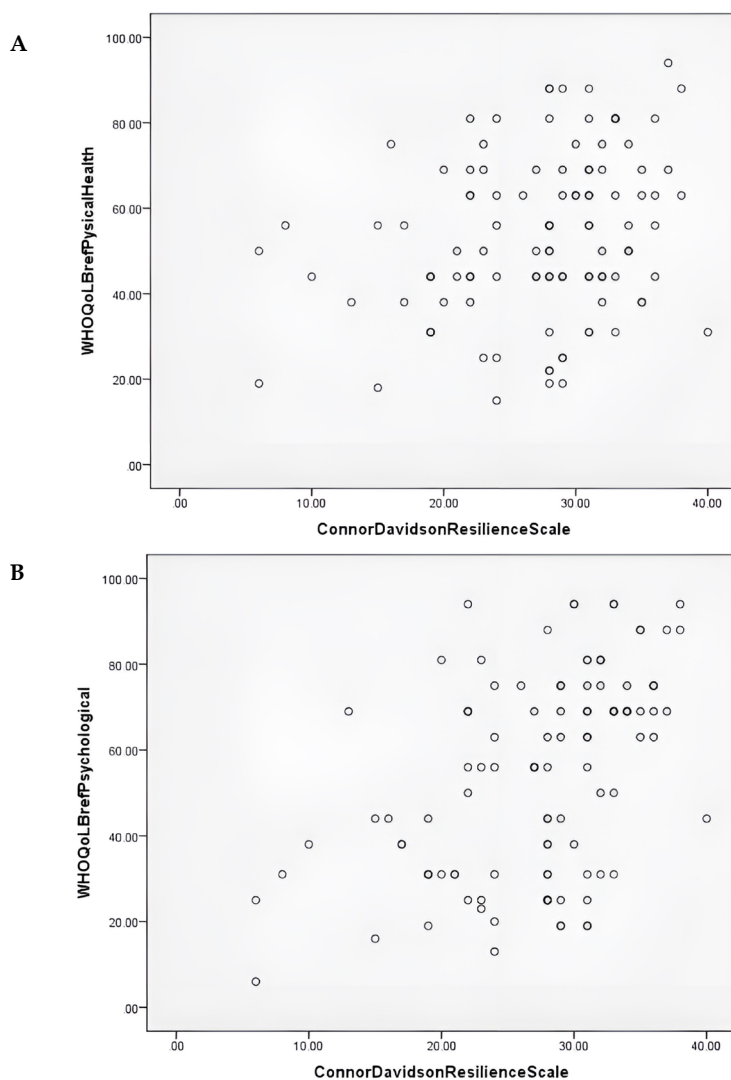 A
100.00
80.00
60.00
40.00
20.00
.00
WHOQoLBrefPysicalHealth
.00 10.00 20.00 30.00 40.00
ConnorDavidsonResilienceScale
B
100.00
80.00
60.00
40.00
20.00
.00
WHOQoLBrefPsychological
.00 10.00 20.00 30.00 40.00
ConnorDavidsonResilienceScale